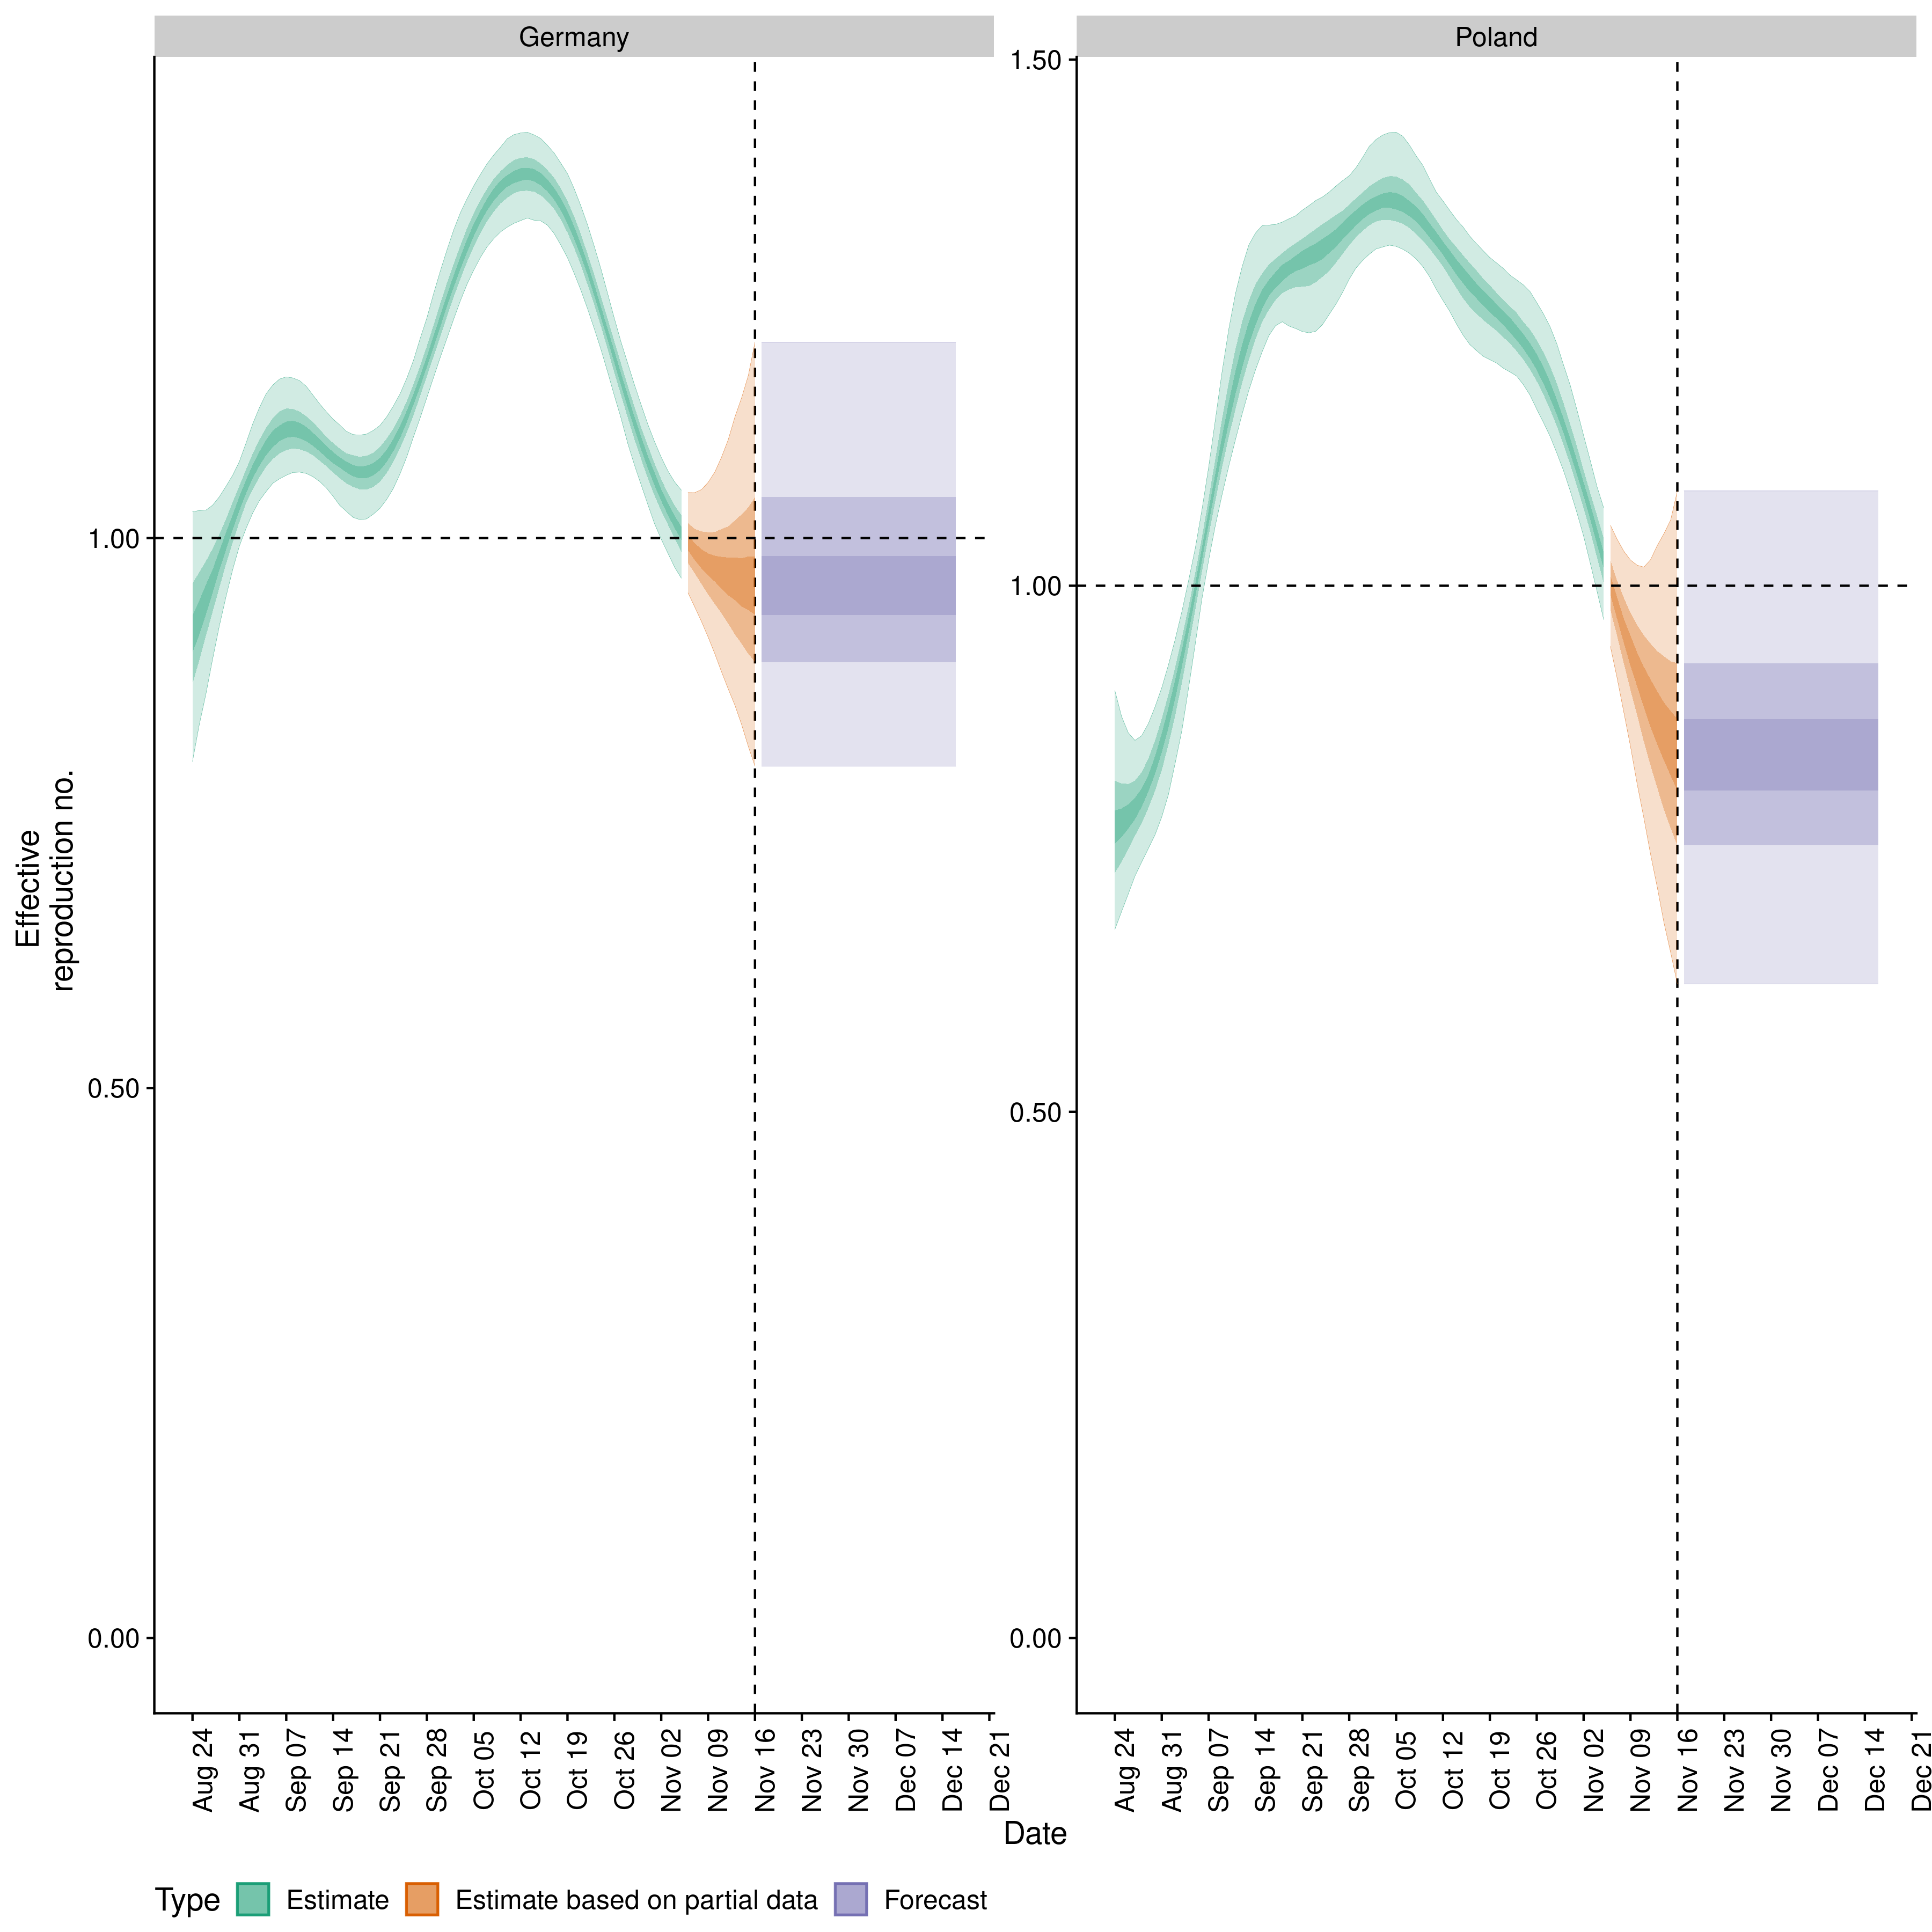 Germany
Poland
Effective
reproduction no.
1.00
0.50
0.00
1.50
1.00
0.50
0.00
Aug 24
Aug 31
Sep 07
Sep 14
Sep 21
Sep 28
Oct 05
Oct 12
Oct 19
Oct 26
Nov 02
Nov 09
Nov 16
Nov 23
Nov 30
Dec 07
Dec 14
Dec 21
Aug 24
Aug 31
Sep 07
Sep 14
Sep 21
Sep 28
Oct 05
Oct 12
Oct 19
Oct 26
Nov 02
Nov 09
Nov 16
Nov 23
Nov 30
Dec 07
Dec 14
Dec 21
Date
Type Estimate Estimate based on partial data Forecast